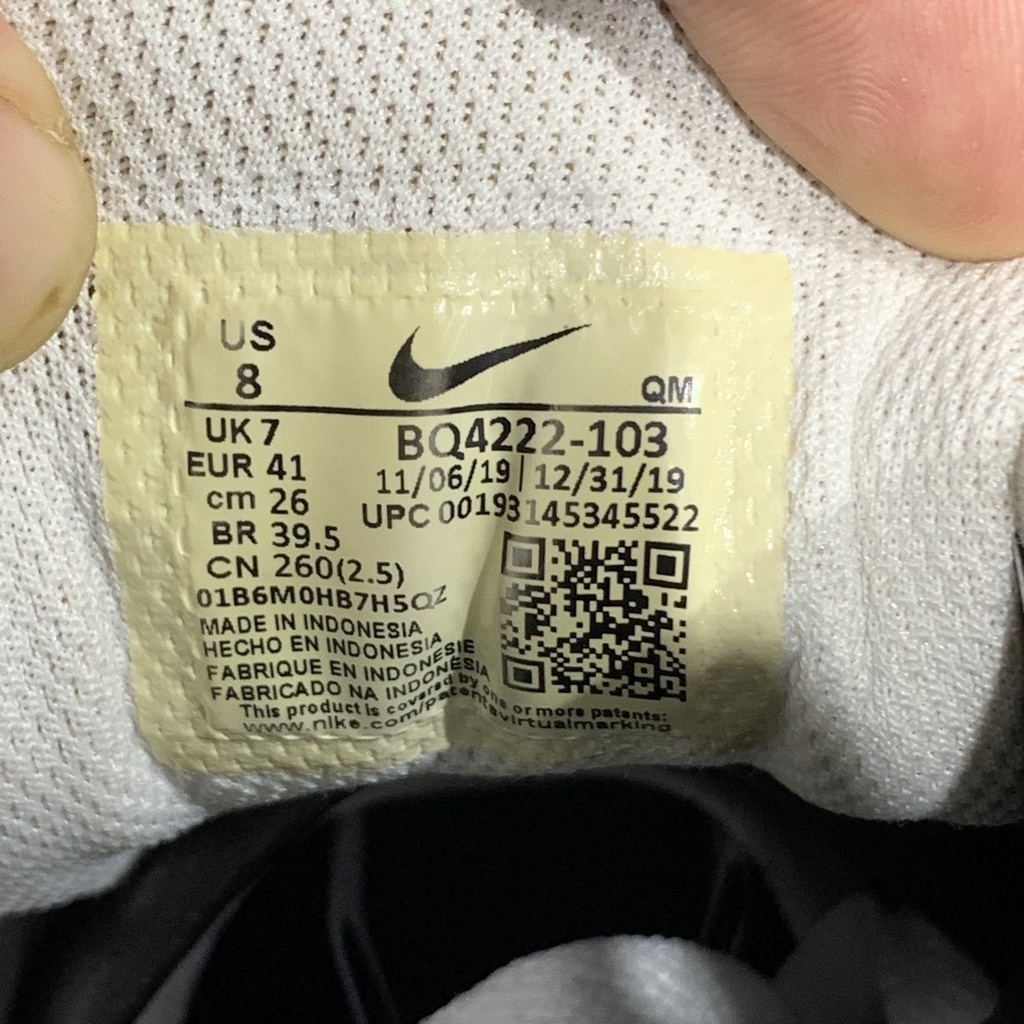 US
8
QM
UK 7
EUR 41
cm 26
BR 39.5
CN 260(2.5)
BQ4222-103
11/06/19 | 12/31/19
UPC 00193145345522
01B6M0HB7H5QZ
MADE IN INDONESIA
HECHO EN INDONESIA
FABRIQUE EN INDONESIE
FABRICADO NA INDONÉSIA
This product is covered by one or more patents:
www.nike.com/patentsvirtualmarking